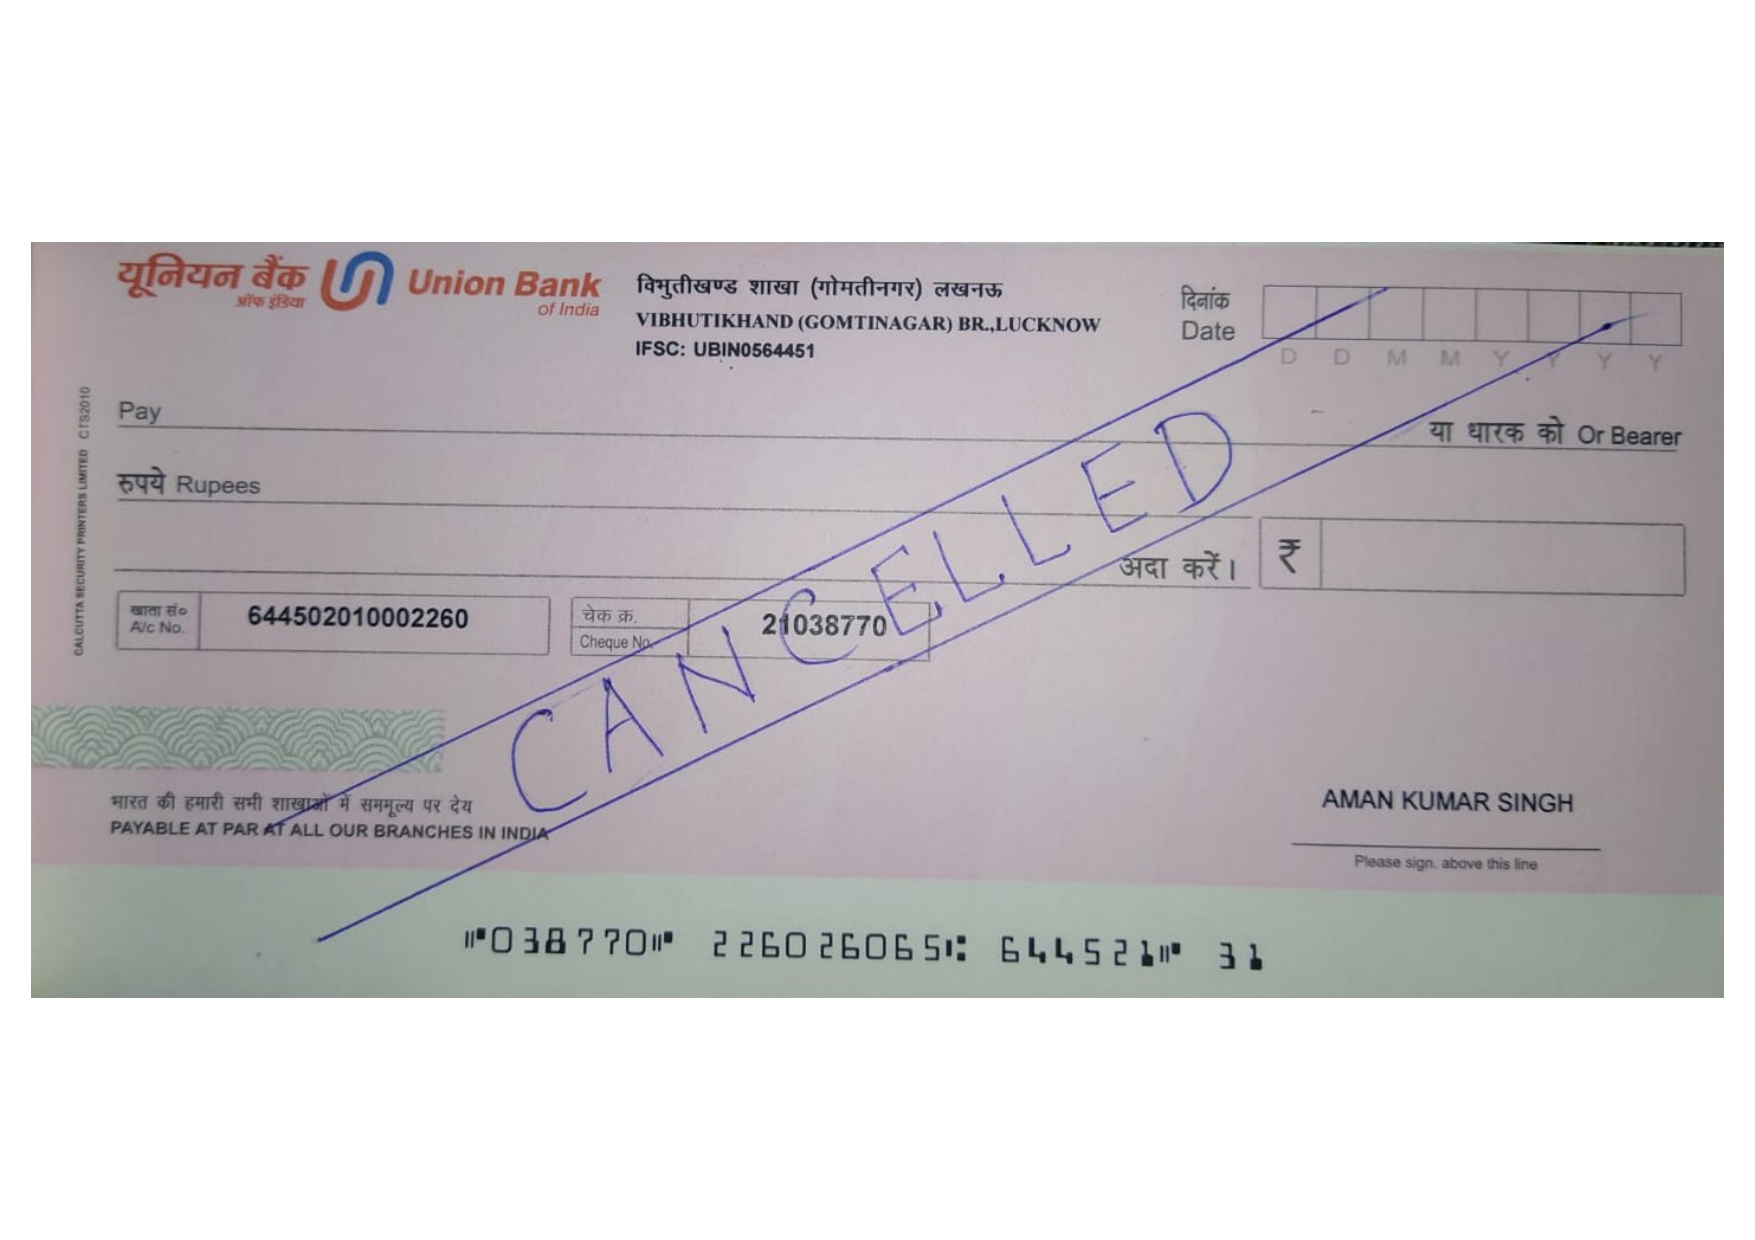 यूनियन बैंक
ऑफ इंडिया
Union Bank
of India
विभुतीखण्ड शाखा (गोमतीनगर) लखनऊ
VIBHUTIKHAND (GOMTINAGAR) BR.,LUCKNOW
IFSC: UBIN0564451
दिनांक
Date
D D M M Y Y Y Y
Pay
या धारक को Or Bearer
रुपये Rupees
अदा करें।
₹
खाता सं०
A/c No.
644502010002260
चेक क्र.
Cheque No.
21038770
CANCELLED
CALCUTTA SECURITY PRINTERS LIMITED CTS2010
भारत की हमारी सभी शाखाओं में सममूल्य पर देय
PAYABLE AT PAR AT ALL OUR BRANCHES IN INDIA
AMAN KUMAR SINGH
Please sign. above this line
⑈038770⑈ 226026065⑆ 644521⑈ 31